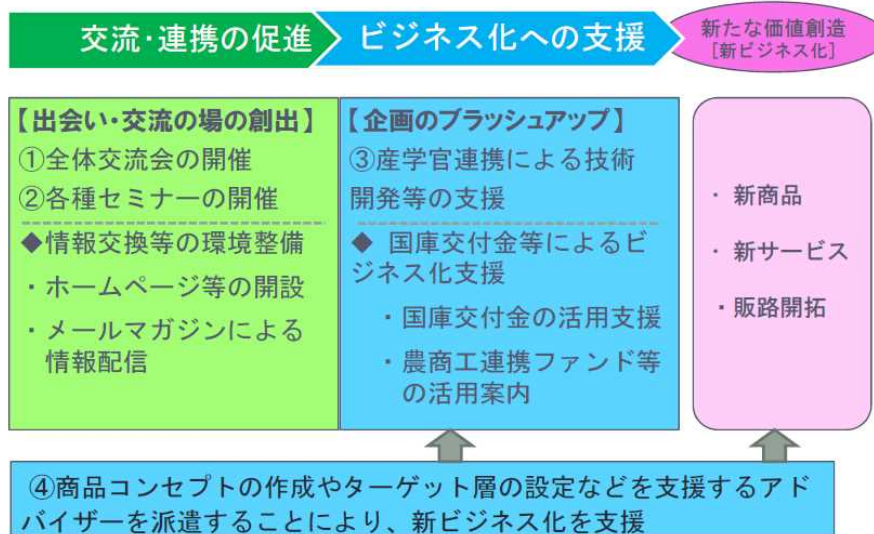 交流・連携の促進
ビジネス化への支援
新たな価値創造
[新ビジネス化]
【出会い・交流の場の創出】
①全体交流会の開催
②各種セミナーの開催
◆情報交換等の環境整備
・ホームページ等の開設
・メールマガジンによる
情報配信
【企画のブラッシュアップ】
③産学官連携による技術
開発等の支援
◆ 国庫交付金等によるビ
ジネス化支援
・国庫交付金の活用支援
・農商工連携ファンド等
の活用案内
・ 新商品
・ 新サービス
・販路開拓
④商品コンセプトの作成やターゲット層の設定などを支援するアド
バイザーを派遣することにより、新ビジネス化を支援